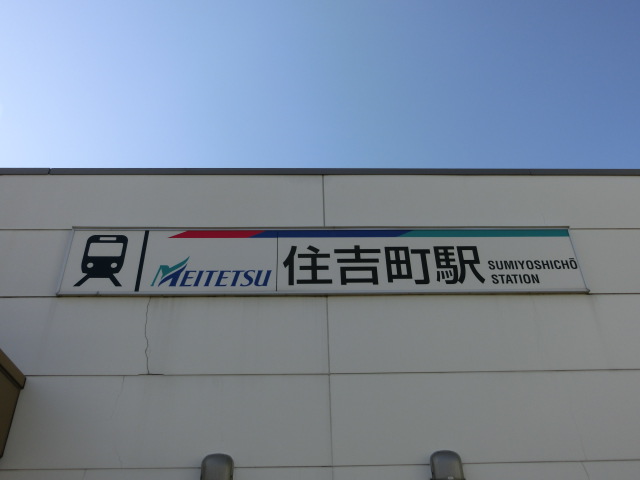 MEITETSU 住吉町駅 SUMIYOSHICHŌ
STATION